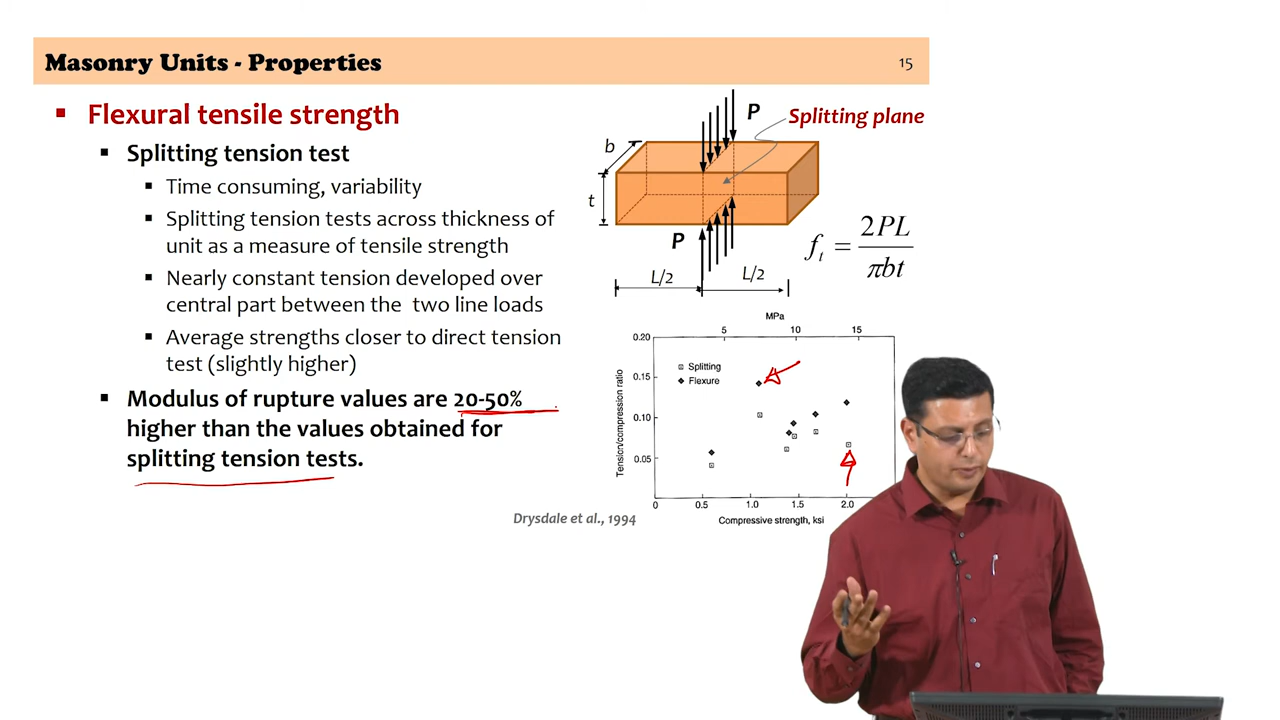 Masonry Units - Properties
15
Flexural tensile strength
Splitting tension test
Time consuming, variability
Splitting tension tests across thickness of
unit as a measure of tensile strength
Nearly constant tension developed over
central part between the two line loads
Average strengths closer to direct tension
test (slightly higher)
Modulus of rupture values are 20-50%
higher than the values obtained for
splitting tension tests.
P
Splitting plane
b
t
P
L/2
L/2
f_t = 2PL / πbt
MPa
5 10 15
0.20
0.15
0.10
0.05
Splitting
Flexure
Tension/compression ratio
0 0.5 1.0 1.5 2.0
Compressive strength, ksi
Drysdale et al., 1994